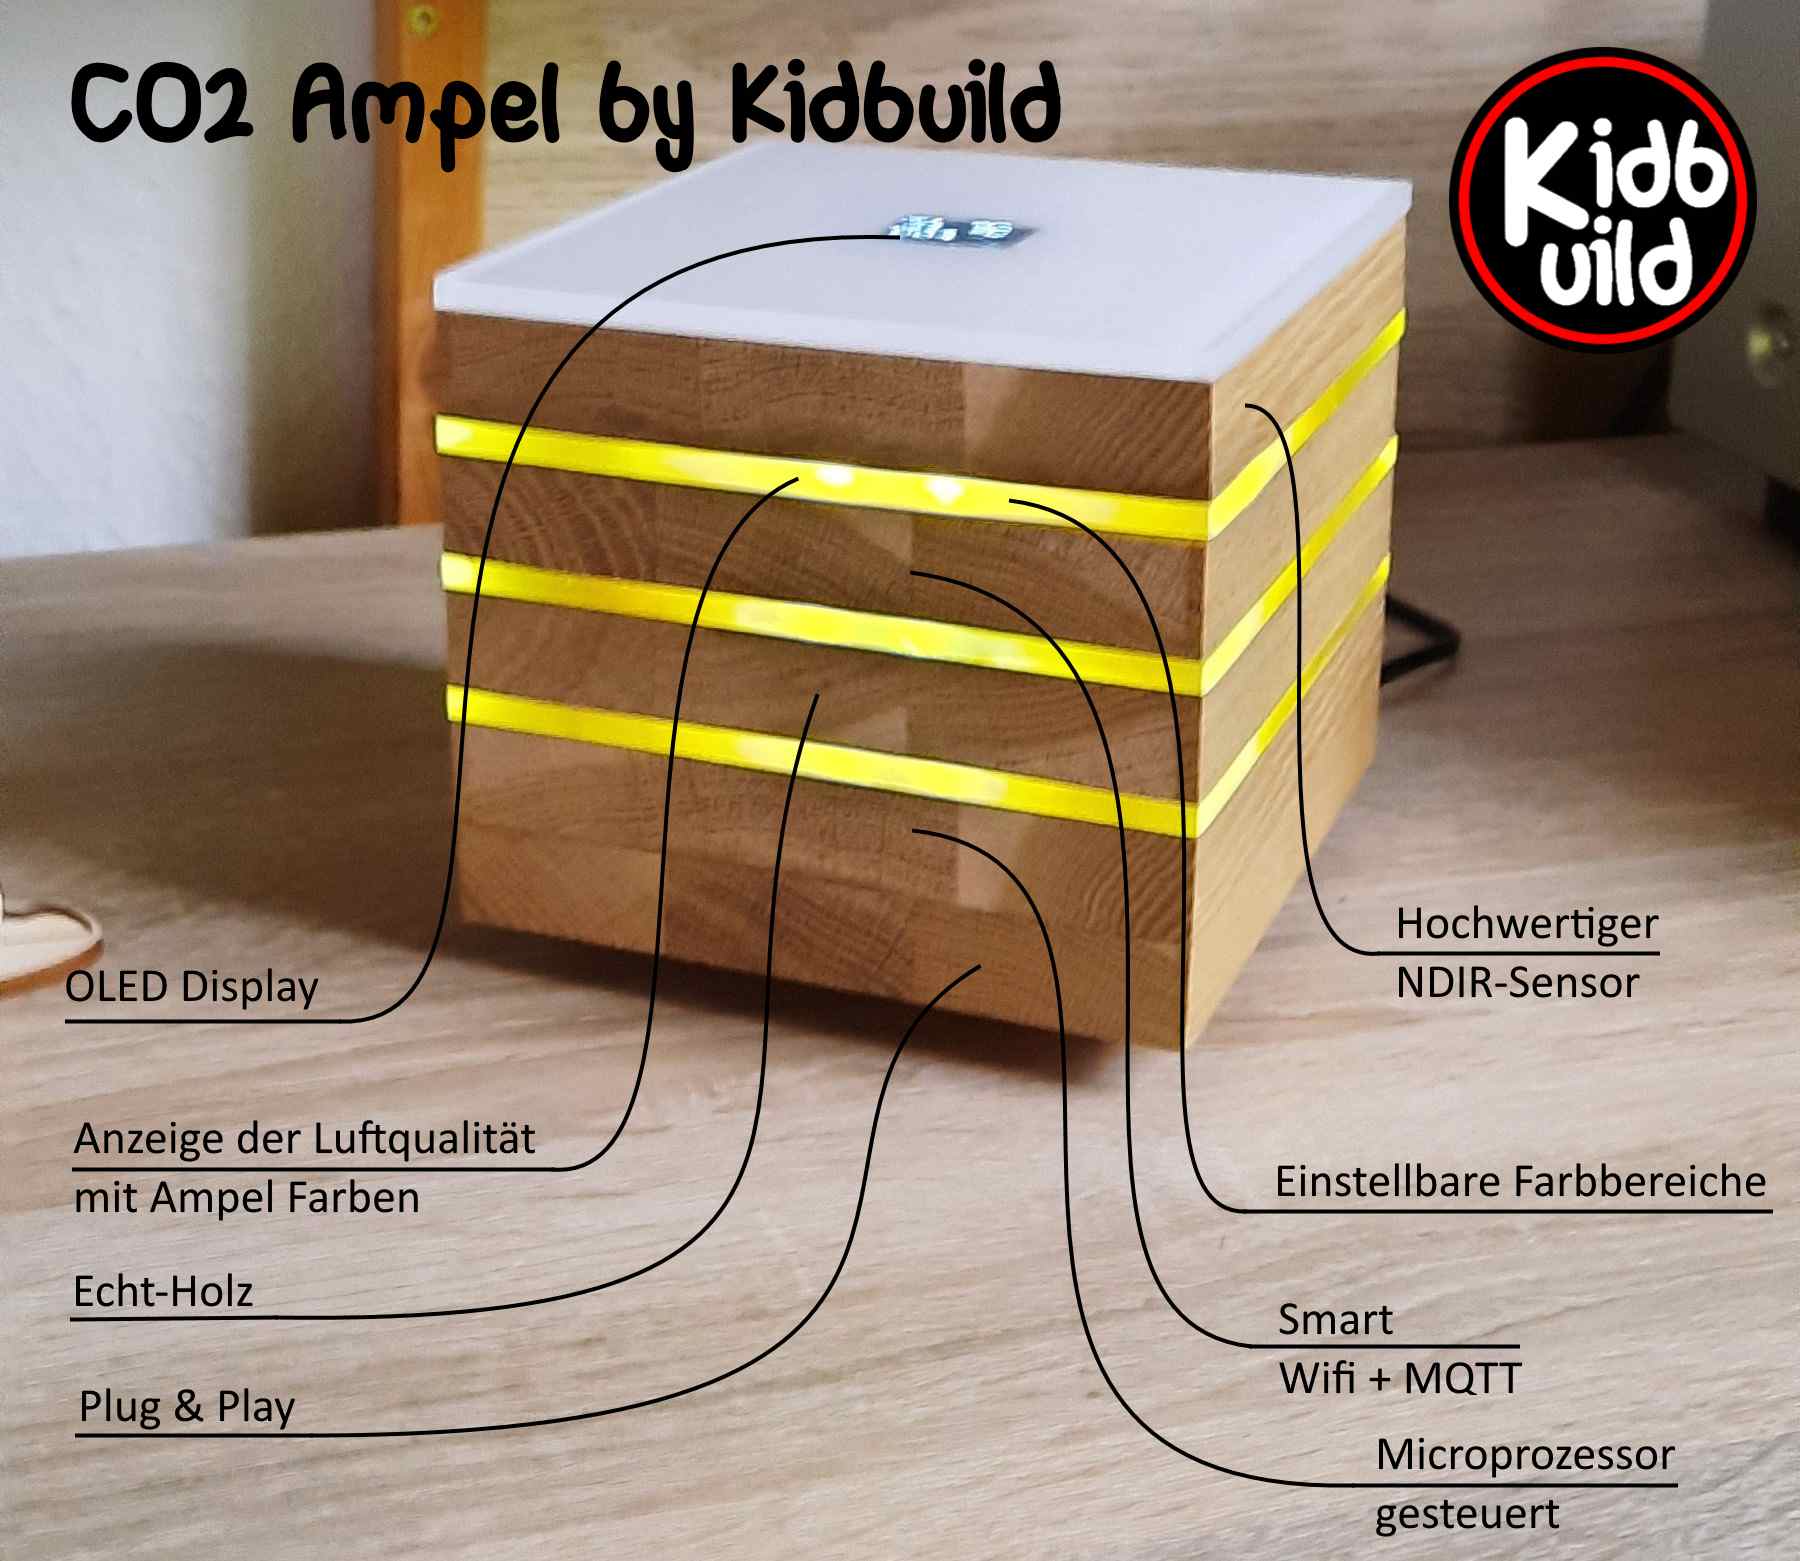 CO2 Ampel by Kidbuild
Kidb
uild
OLED Display
Anzeige der Luftqualität
mit Ampel Farben
Echt-Holz
Plug & Play
Hochwertiger
NDIR-Sensor
Einstellbare Farbbereiche
Smart
Wifi + MQTT
Microprozessor
gesteuert